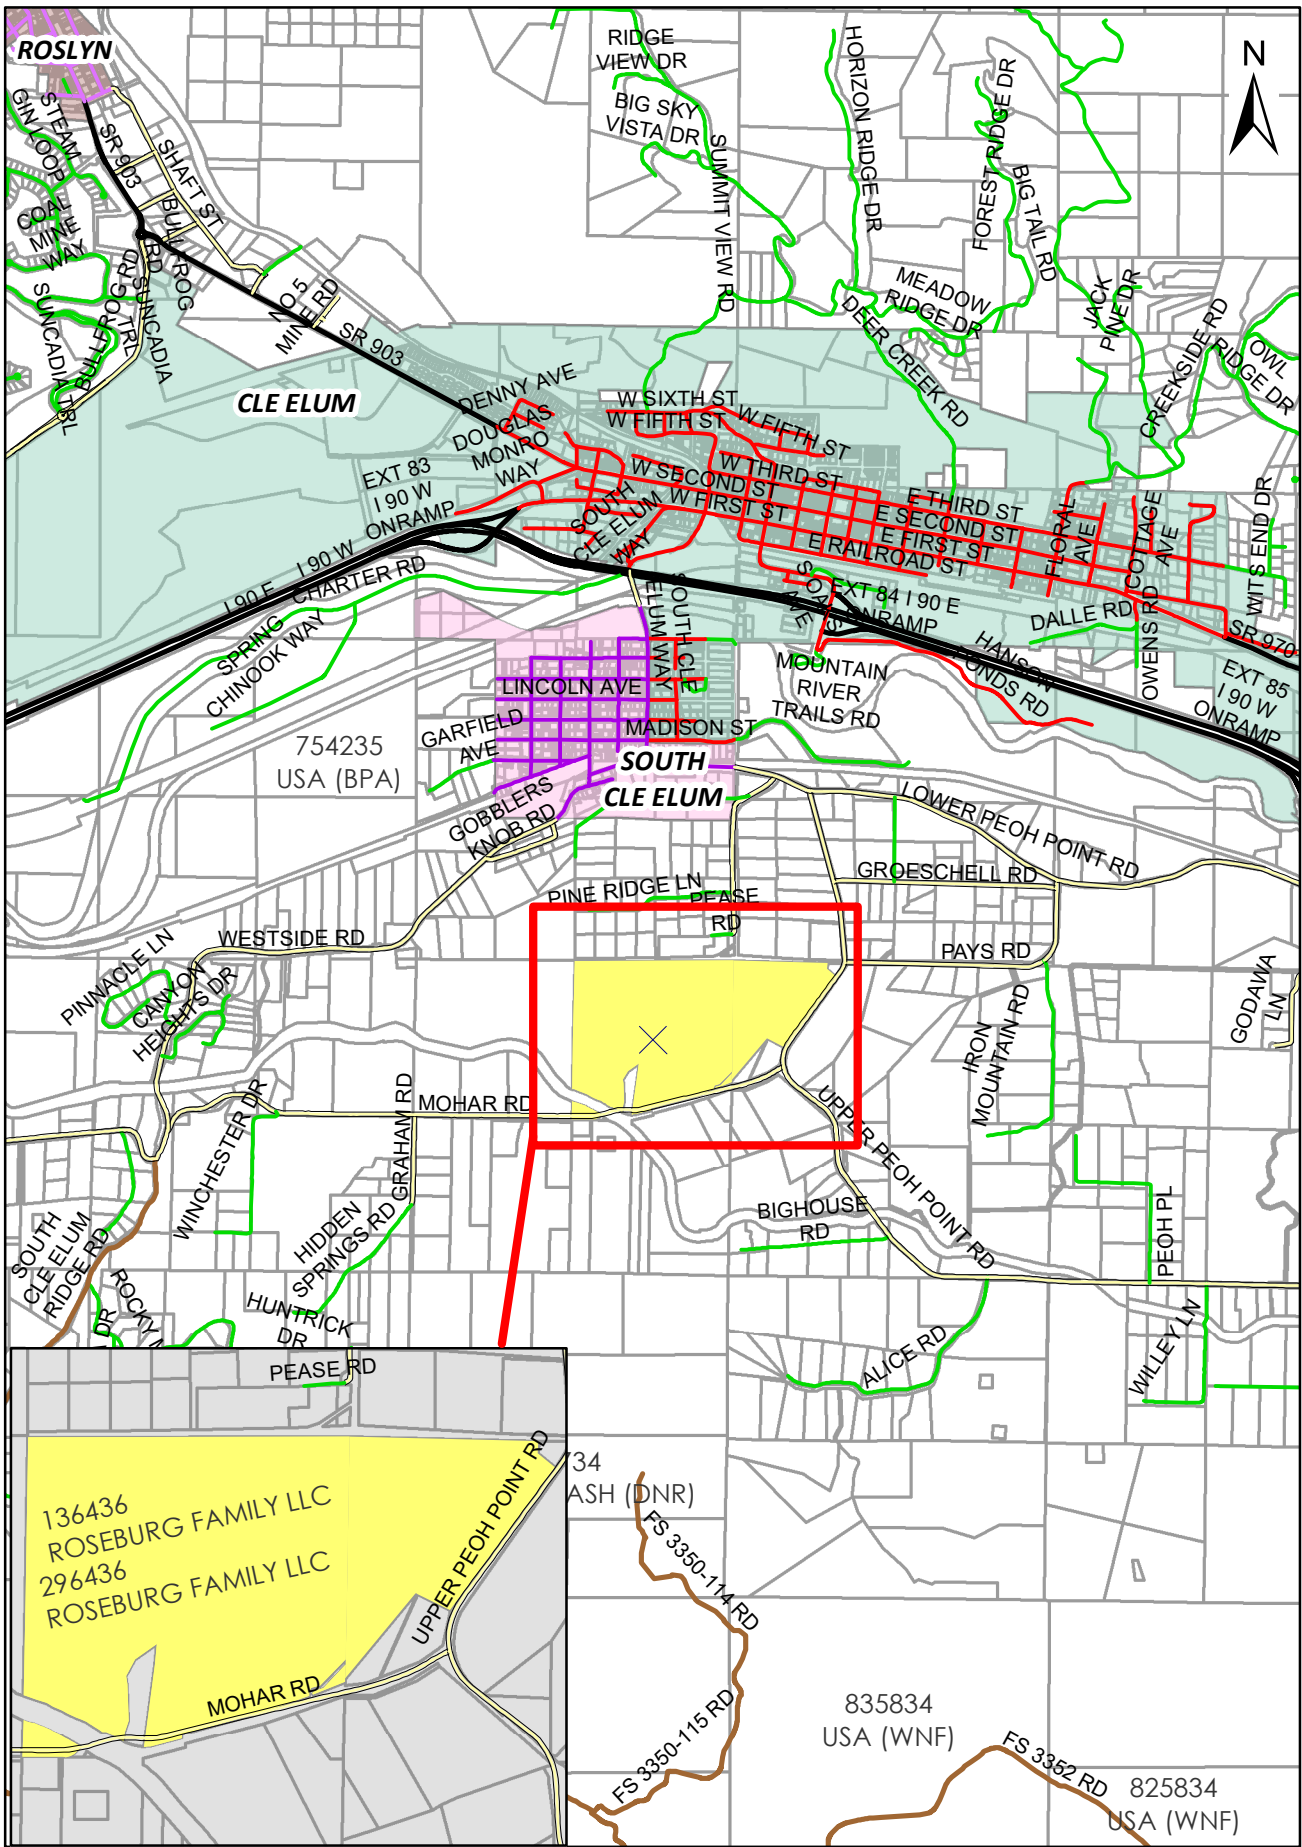 ROSLYN
N
STEAM
GIN LOOP
SR 903
SHAFT ST
COAL
MINE
WAY
BULLFROG
RD
BULLFROG RD
SUNCADIA
TRL
SUNCADIA TRL
NO 5
MINE RD
SR 903
RIDGE
VIEW DR
BIG SKY
VISTA DR
SUMMIT VIEW RD
HORIZON RIDGE DR
FOREST RIDGE DR
BIG TAIL RD
MEADOW
RIDGE DR
DEER CREEK RD
JACK
PINE DR
CREEKSIDE RD
OWL
RIDGE DR
CLE ELUM
DENNY AVE
DOUGLAS
MONRO
WAY
W SIXTH ST
W FIFTH ST
W FIFTH ST
W THIRD ST
W SECOND ST
W FIRST ST
E THIRD ST
E SECOND ST
E FIRST ST
E RAILROAD ST
FLORAL
AVE
COTTAGE
AVE
WITS END DR
EXT 83
I 90 W
ONRAMP
SOUTH
CLE ELUM
WAY
I 90 W
I 90 E
SPRING
CHARTER RD
CHINOOK WAY
SOUTH CLE
ELUM WAY
S OAKES
AVE
EXT 84 I 90 E
ONRAMP
DALLE RD
OWENS RD
SR 970
HANSON
PONDS RD
EXT 85
I 90 W
ONRAMP
MOUNTAIN
RIVER
TRAILS RD
LINCOLN AVE
GARFIELD
AVE
MADISON ST
754235
USA (BPA)
SOUTH
CLE ELUM
GOBBLERS
KNOB RD
LOWER PEOH POINT RD
GROESCHELL RD
PINE RIDGE LN
PEASE
RD
WESTSIDE RD
PAYS RD
PINNACLE LN
CANYON
HEIGHTS DR
IRON
MOUNTAIN RD
GODAWA
LN
MOHAR RD
WINCHESTER DR
GRAHAM RD
UPPER PEOH POINT RD
SOUTH
CLE ELUM
RIDGE RD
HIDDEN
SPRINGS RD
BIGHOUSE
RD
PEOH PL
HUNTRICK
DR
DR
ALICE RD
WILLEY LN
PEASE RD
136436
ROSEBURG FAMILY LLC
296436
ROSEBURG FAMILY LLC
UPPER PEOH POINT RD
MOHAR RD
734
ASH (DNR)
FS 3350-114 RD
FS 3350-115 RD
835834
USA (WNF)
FS 3352 RD
825834
USA (WNF)